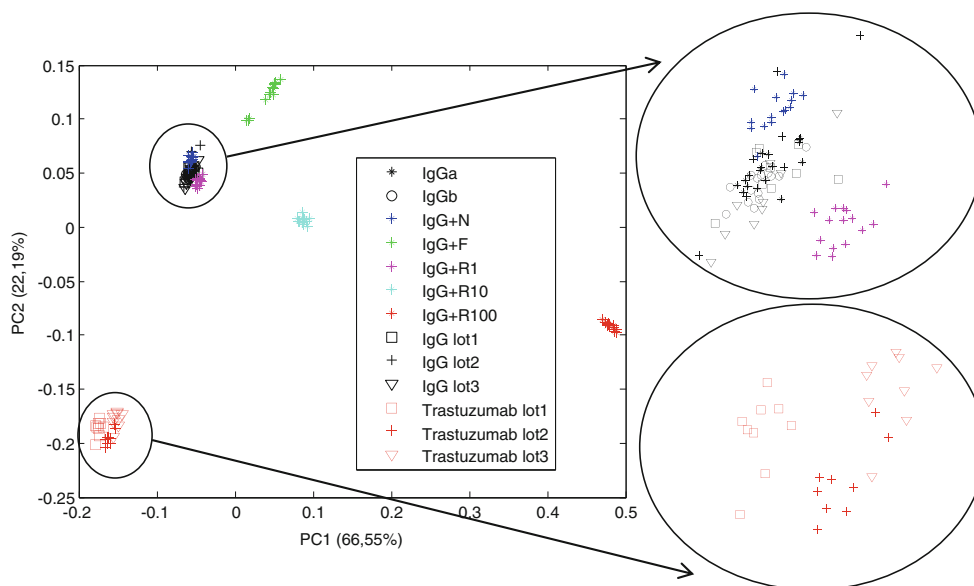 0.15
0.1
0.05
0
-0.05
-0.1
-0.15
-0.2
-0.25
PC2 (22,19%)
-0.2
-0.1
0
0.1
0.2
0.3
0.4
0.5
PC1 (66,55%)
IgGa
IgGb
IgG+N
IgG+F
IgG+R1
IgG+R10
IgG+R100
IgG lot1
IgG lot2
IgG lot3
Trastuzumab lot1
Trastuzumab lot2
Trastuzumab lot3